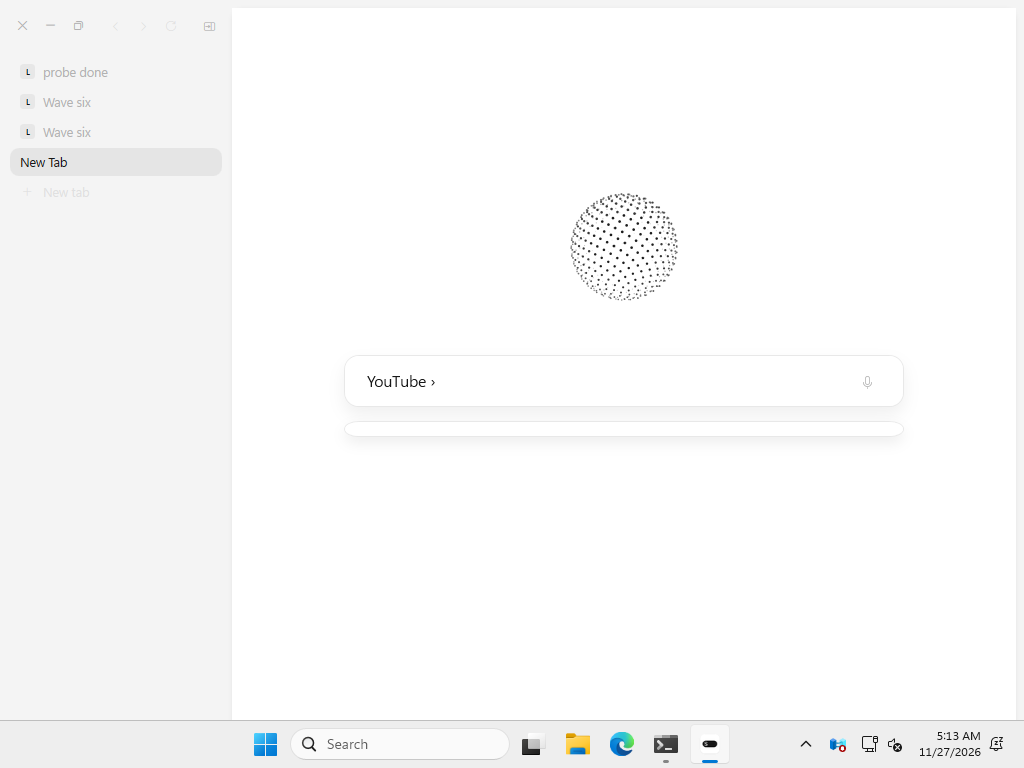 L probe done
L Wave six
L Wave six
New Tab
+ New tab
YouTube ›
Search
5:13 AM
11/27/2026